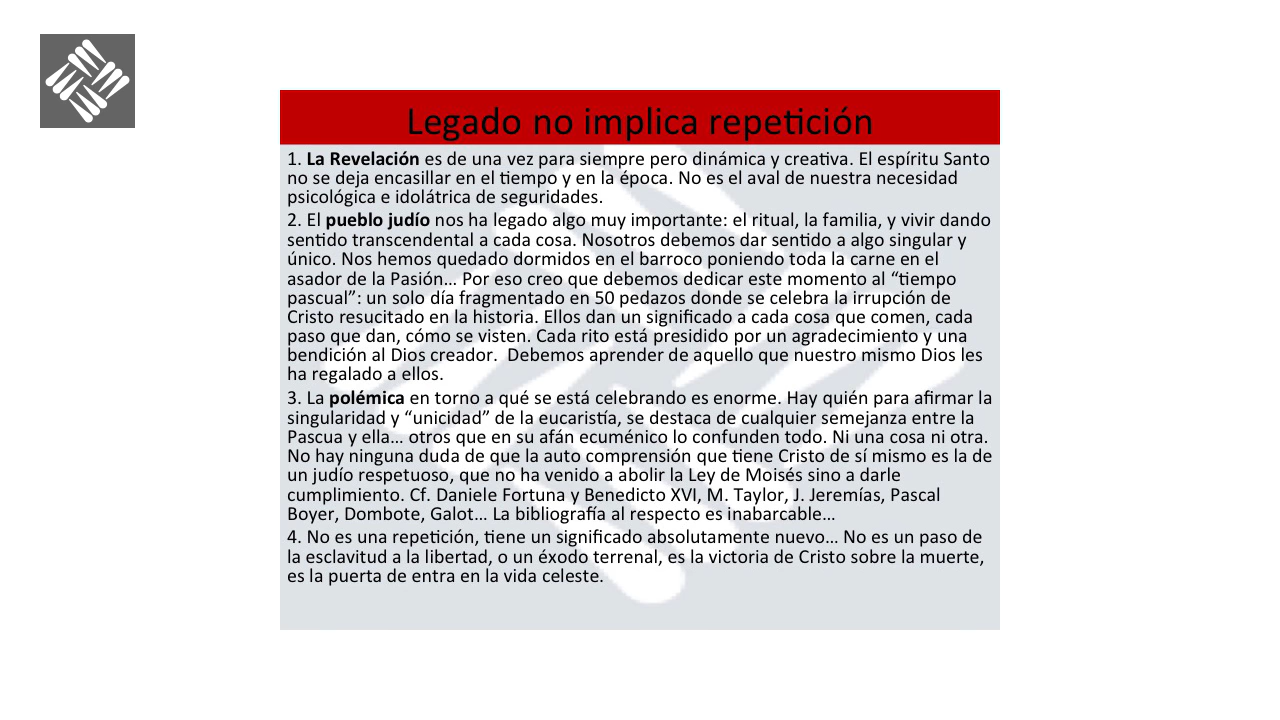 Legado no implica repetición
1. La Revelación es de una vez para siempre pero dinámica y creativa. El espíritu Santo
no se deja encasillar en el tiempo y en la época. No es el aval de nuestra necesidad
psicológica e idolátrica de seguridades.
2. El pueblo judío nos ha legado algo muy importante: el ritual, la familia, y vivir dando
sentido transcendental a cada cosa. Nosotros debemos dar sentido a algo singular y
único. Nos hemos quedado dormidos en el barroco poniendo toda la carne en el
asador de la Pasión... Por eso creo que debemos dedicar este momento al “tiempo
pascual”: un solo día fragmentado en 50 pedazos donde se celebra la irrupción de
Cristo resucitado en la historia. Ellos dan un significado a cada cosa que comen, cada
paso que dan, cómo se visten. Cada rito está presidido por un agradecimiento y una
bendición al Dios creador.  Debemos aprender de aquello que nuestro mismo Dios les
ha regalado a ellos.
3. La polémica en torno a qué se está celebrando es enorme. Hay quién para afirmar la
singularidad y “unicidad” de la eucaristía, se destaca de cualquier semejanza entre la
Pascua y ella... otros que en su afán ecuménico lo confunden todo. Ni una cosa ni otra.
No hay ninguna duda de que la auto comprensión que tiene Cristo de sí mismo es la de
un judío respetuoso, que no ha venido a abolir la Ley de Moisés sino a darle
cumplimiento. Cf. Daniele Fortuna y Benedicto XVI, M. Taylor, J. Jeremías, Pascal
Boyer, Dombote, Galot... La bibliografía al respecto es inabarcable...
4. No es una repetición, tiene un significado absolutamente nuevo... No es un paso de
la esclavitud a la libertad, o un éxodo terrenal, es la victoria de Cristo sobre la muerte,
es la puerta de entra en la vida celeste.